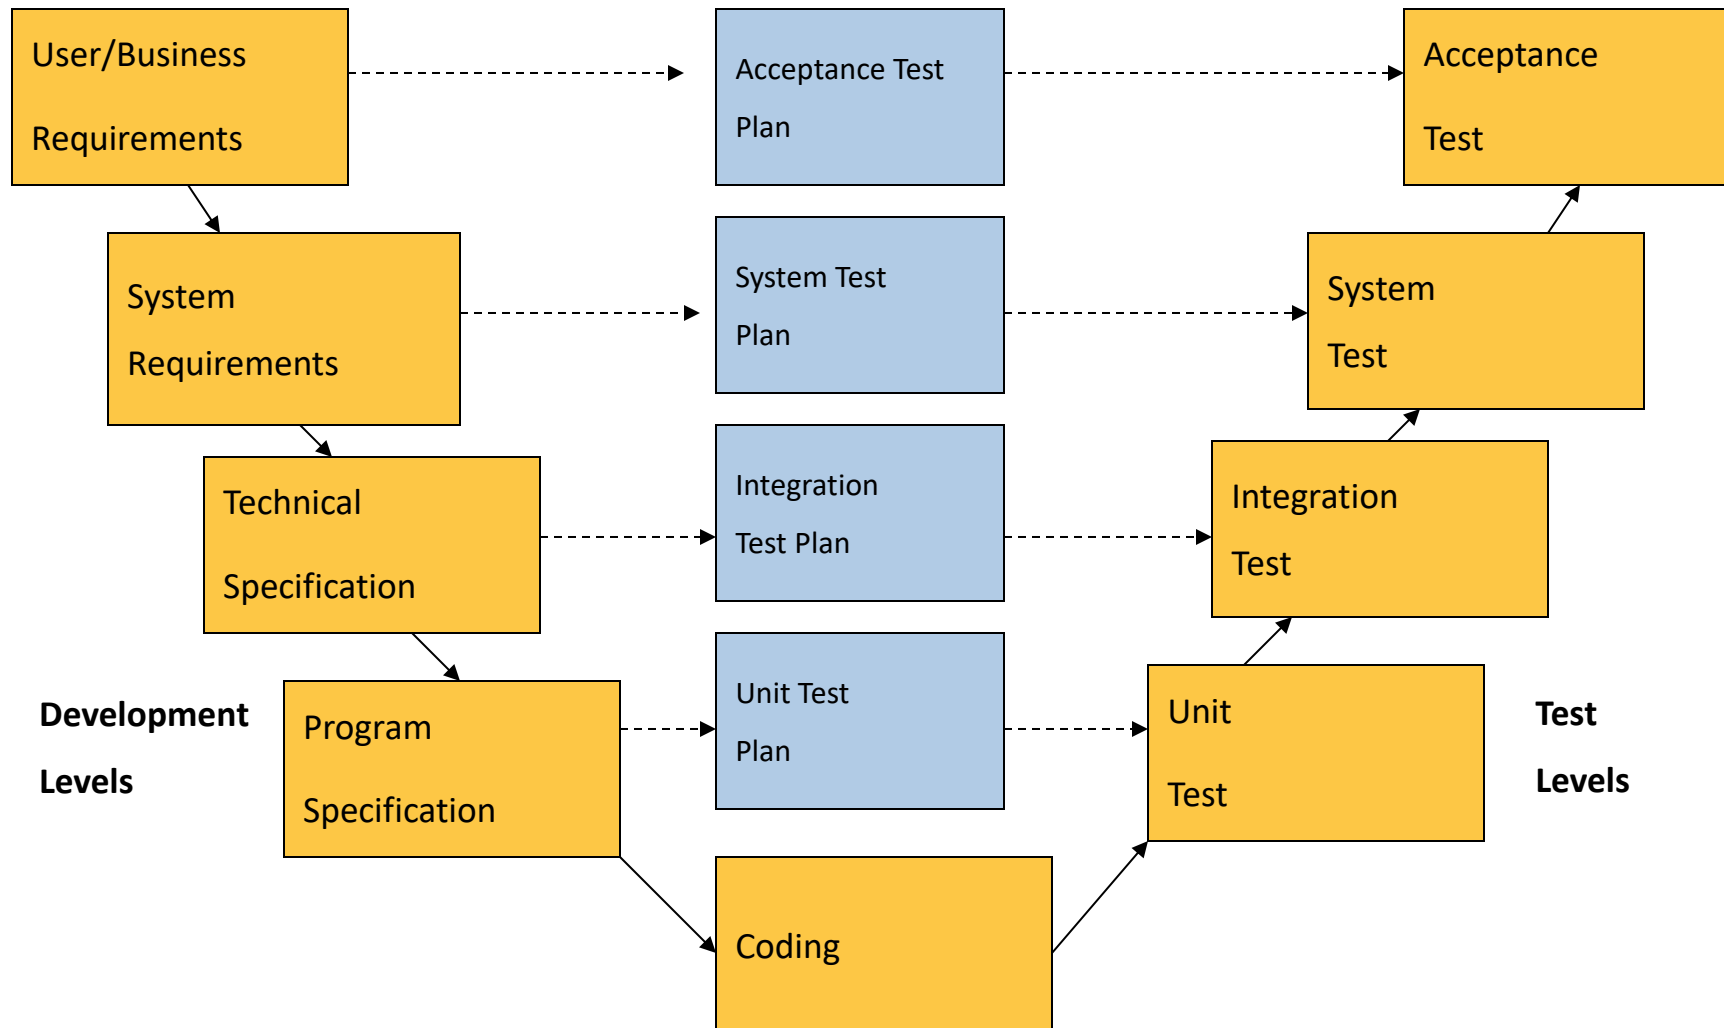 User/Business
Requirements
Acceptance Test
Plan
Acceptance
Test
System
Requirements
System Test
Plan
System
Test
Technical
Specification
Integration
Test Plan
Integration
Test
Development
Levels
Program
Specification
Unit Test
Plan
Unit
Test
Test
Levels
Coding